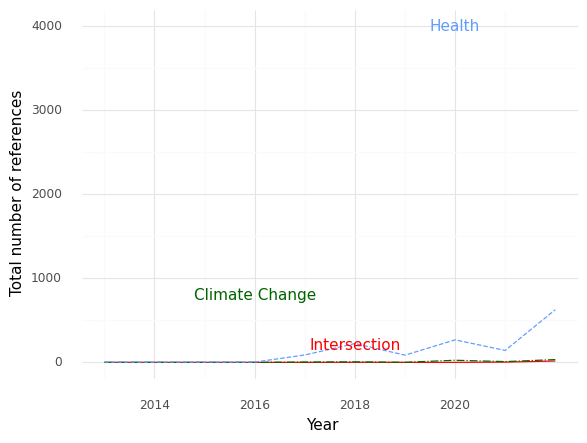 4000
Health
3000
2000
1000
Climate Change
Intersection
0
2014
2016
2018
2020
Year
Total number of references